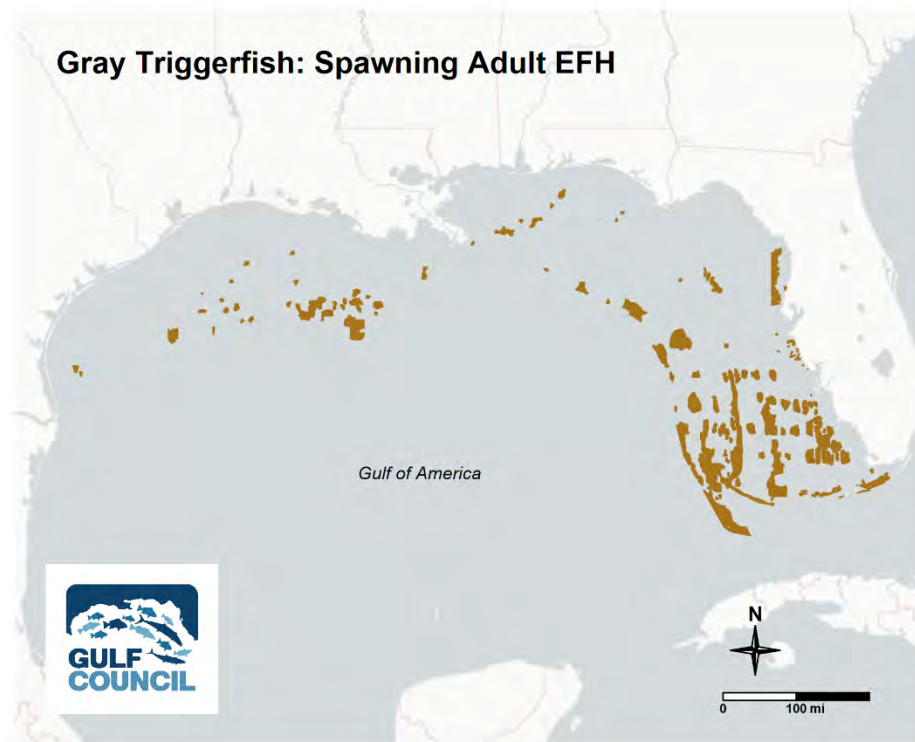 Gray Triggerfish: Spawning Adult EFH
Gulf of America
GULF
COUNCIL
N
0 100 mi